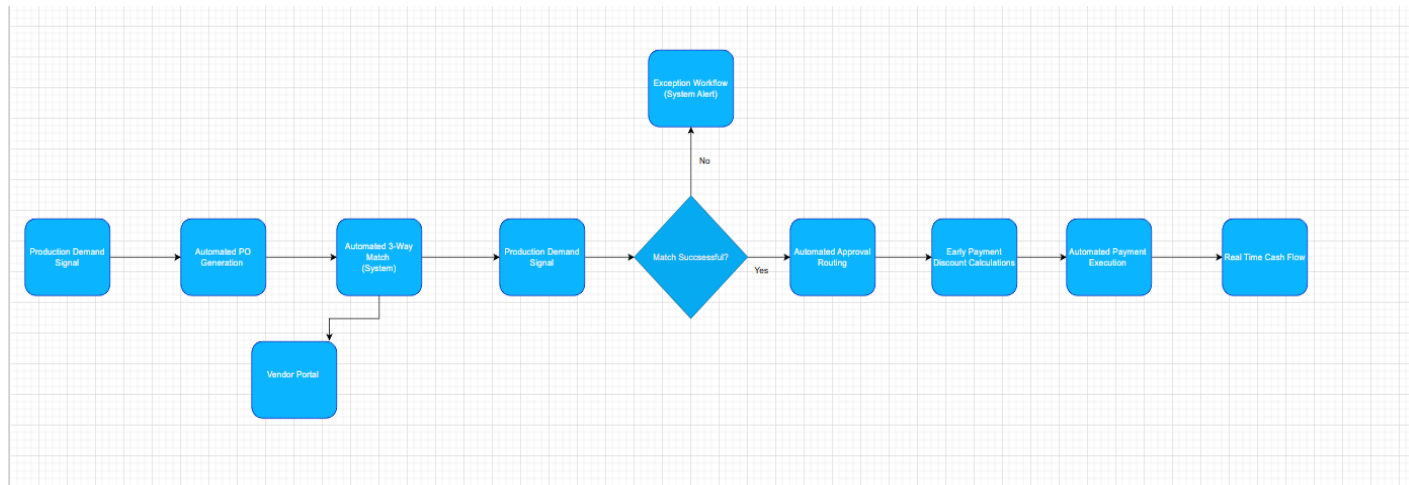 Exception Workflow
(System Alert)
No
Production Demand
Signal
Automated PO
Generation
Automated 3-Way
Match
(System)
Production Demand
Signal
Match Succsessful?
Yes
Automated Approval
Routing
Early Payment
Discount Calculations
Automated Payment
Execution
Real Time Cash Flow
Vendor Portal